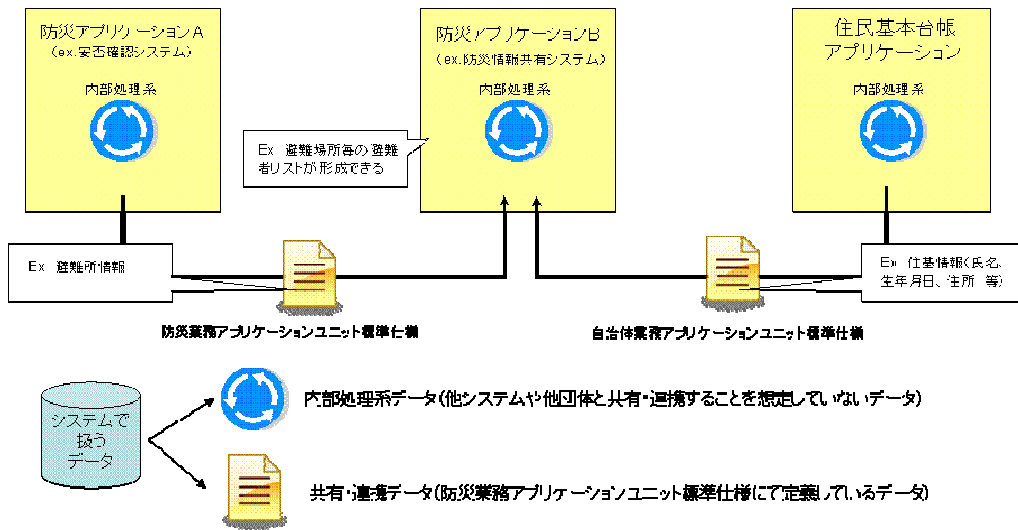 防災アプリケーションA
(ex.安否確認システム)
内部処理系
防災アプリケーションB
(ex.防災情報共有システム)
内部処理系
住民基本台帳
アプリケーション
内部処理系
Ex 避難場所毎の避難
者リストが形成できる
Ex 避難所情報
Ex 住基情報(氏名、
生年月日、住所 等)
防災業務アプリケーションユニット標準仕様
自治体業務アプリケーションユニット標準仕様
システムで
扱う
データ
内部処理系データ(他システムや他団体と共有・連携することを想定していないデータ)
共有・連携データ(防災業務アプリケーションユニット標準仕様にて定義しているデータ)